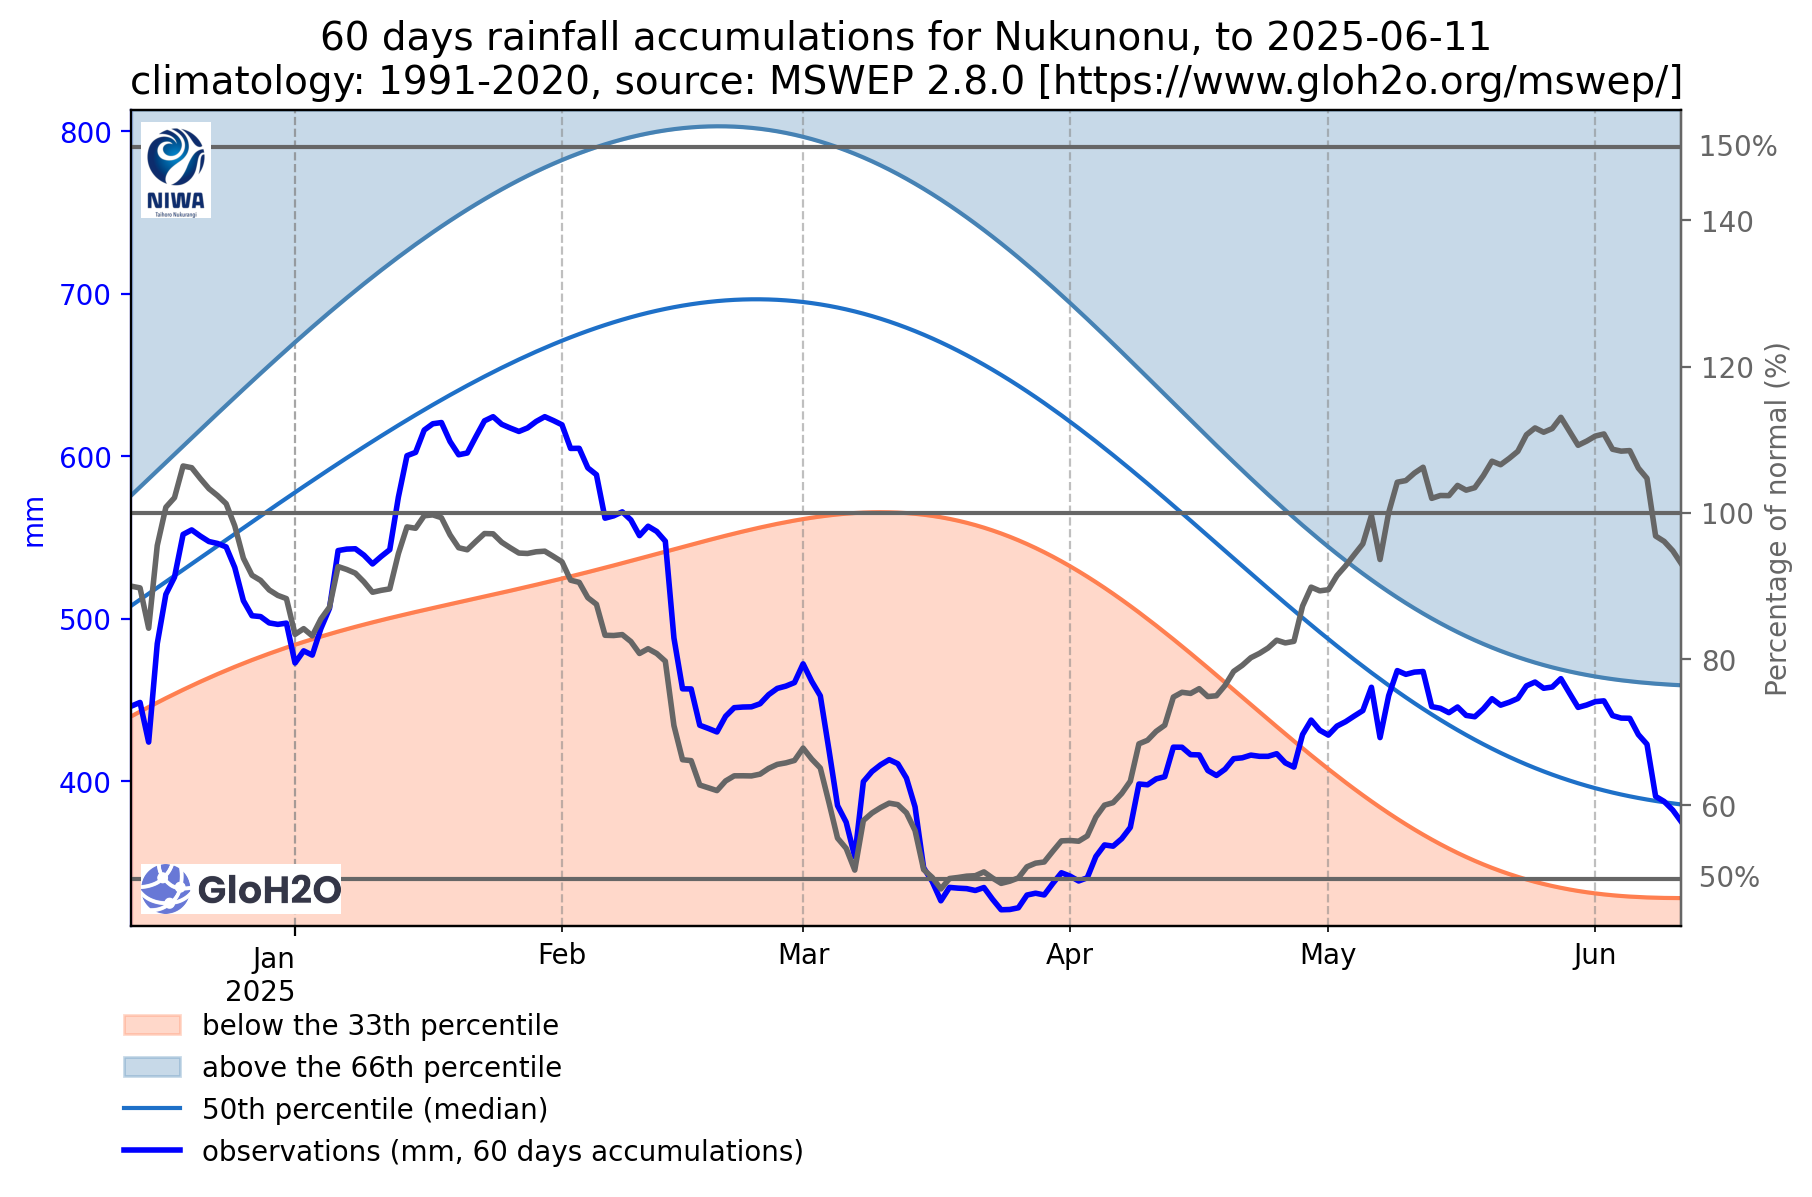 60 days rainfall accumulations for Nukunonu, to 2025-06-11
climatology: 1991-2020, source: MSWEP 2.8.0 [https://www.gloh2o.org/mswep/]
800
700
600
500
400
mm
NIWA
Taihoro Nukurangi
GloH2O
150%
140
120
100
80
60
50%
Percentage of normal (%)
Jan
2025
Feb
Mar
Apr
May
Jun
below the 33th percentile
above the 66th percentile
50th percentile (median)
observations (mm, 60 days accumulations)